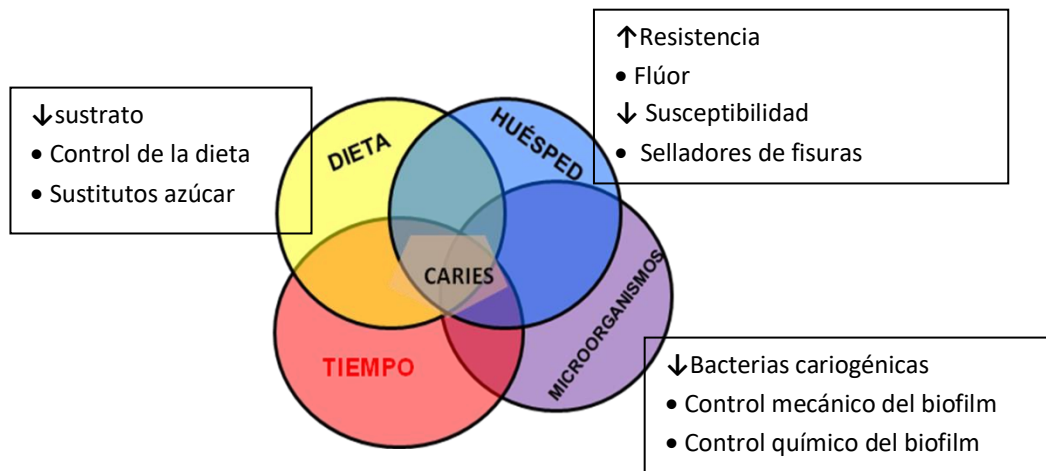 ↑Resistencia
• Flúor
↓ Susceptibilidad
• Selladores de fisuras
↓sustrato
• Control de la dieta
• Sustitutos azúcar
DIETA
HUÉSPED
CARIES
TIEMPO
MICROORGANISMOS
↓Bacterias cariogénicas
• Control mecánico del biofilm
• Control químico del biofilm